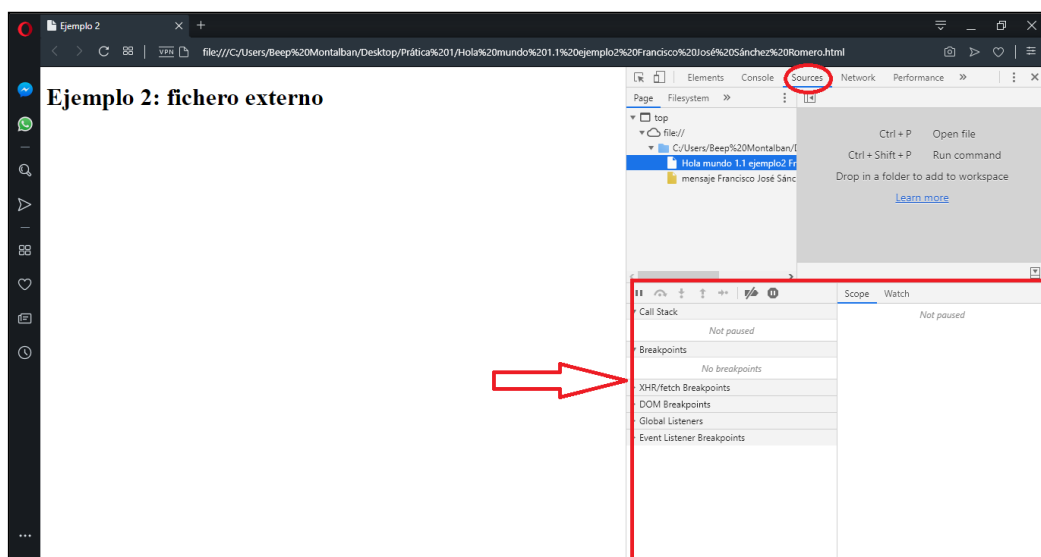 Ejemplo 2
VPN
file:///C:/Users/Beep%20Montalban/Desktop/Prática%201/Hola%20mundo%201.1%20ejemplo2%20Francisco%20José%20Sánchez%20Romero.html
Ejemplo 2: fichero externo
Elements Console Sources Network Performance »
Page Filesystem »
top
file://
C:/Users/Beep%20Montalban/D
Hola mundo 1.1 ejemplo2 Fr
mensaje Francisco José Sánc
Ctrl + P Open file
Ctrl + Shift + P Run command
Drop in a folder to add to workspace
Learn more
Scope Watch
Call Stack
Not paused
Not paused
Breakpoints
No breakpoints
XHR/fetch Breakpoints
DOM Breakpoints
Global Listeners
Event Listener Breakpoints